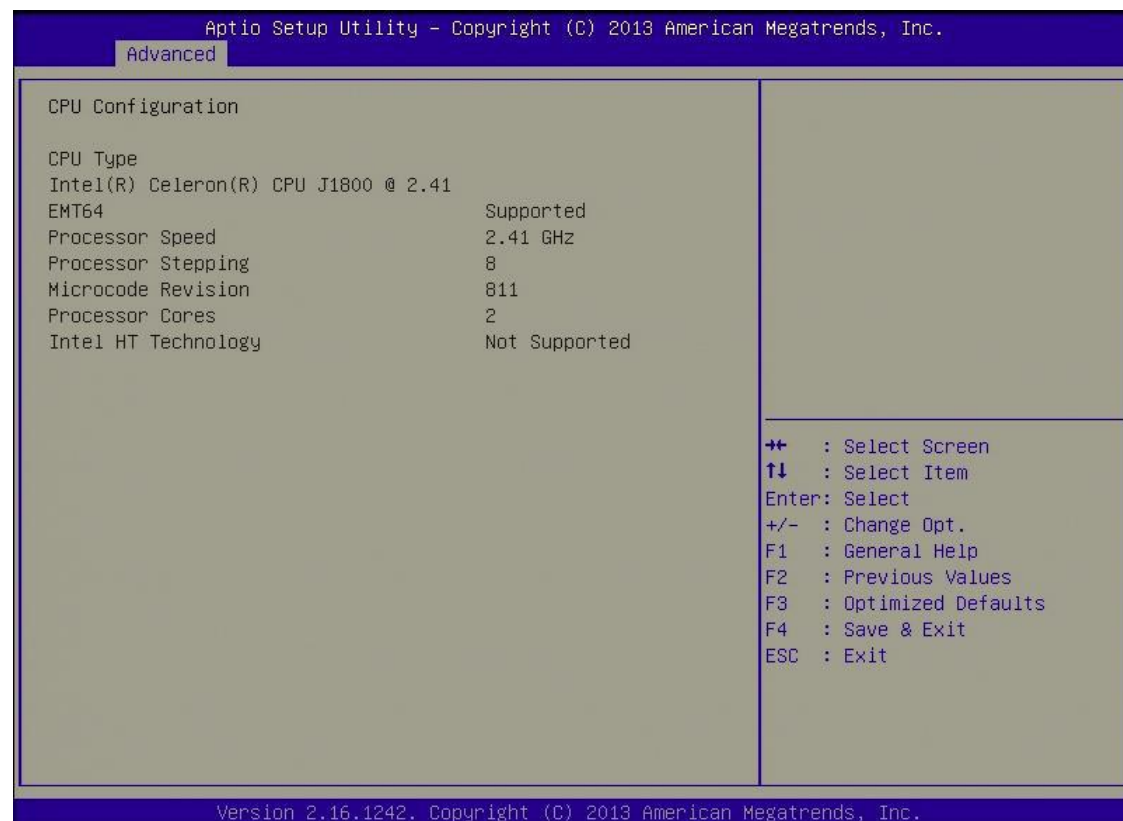 Aptio Setup Utility – Copyright (C) 2013 American Megatrends, Inc.
Advanced
CPU Configuration
CPU Type
Intel(R) Celeron(R) CPU J1800 @ 2.41
EMT64 Supported
Processor Speed 2.41 GHz
Processor Stepping 8
Microcode Revision 811
Processor Cores 2
Intel HT Technology Not Supported
→← : Select Screen
↑↓ : Select Item
Enter: Select
+/- : Change Opt.
F1 : General Help
F2 : Previous Values
F3 : Optimized Defaults
F4 : Save & Exit
ESC : Exit
Version 2.16.1242. Copyright (C) 2013 American Megatrends, Inc.